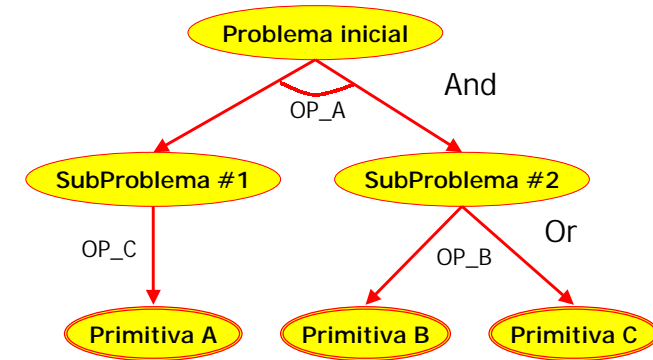 Problema inicial
And
OP_A
SubProblema #1
SubProblema #2
Or
OP_C
OP_B
Primitiva A
Primitiva B
Primitiva C